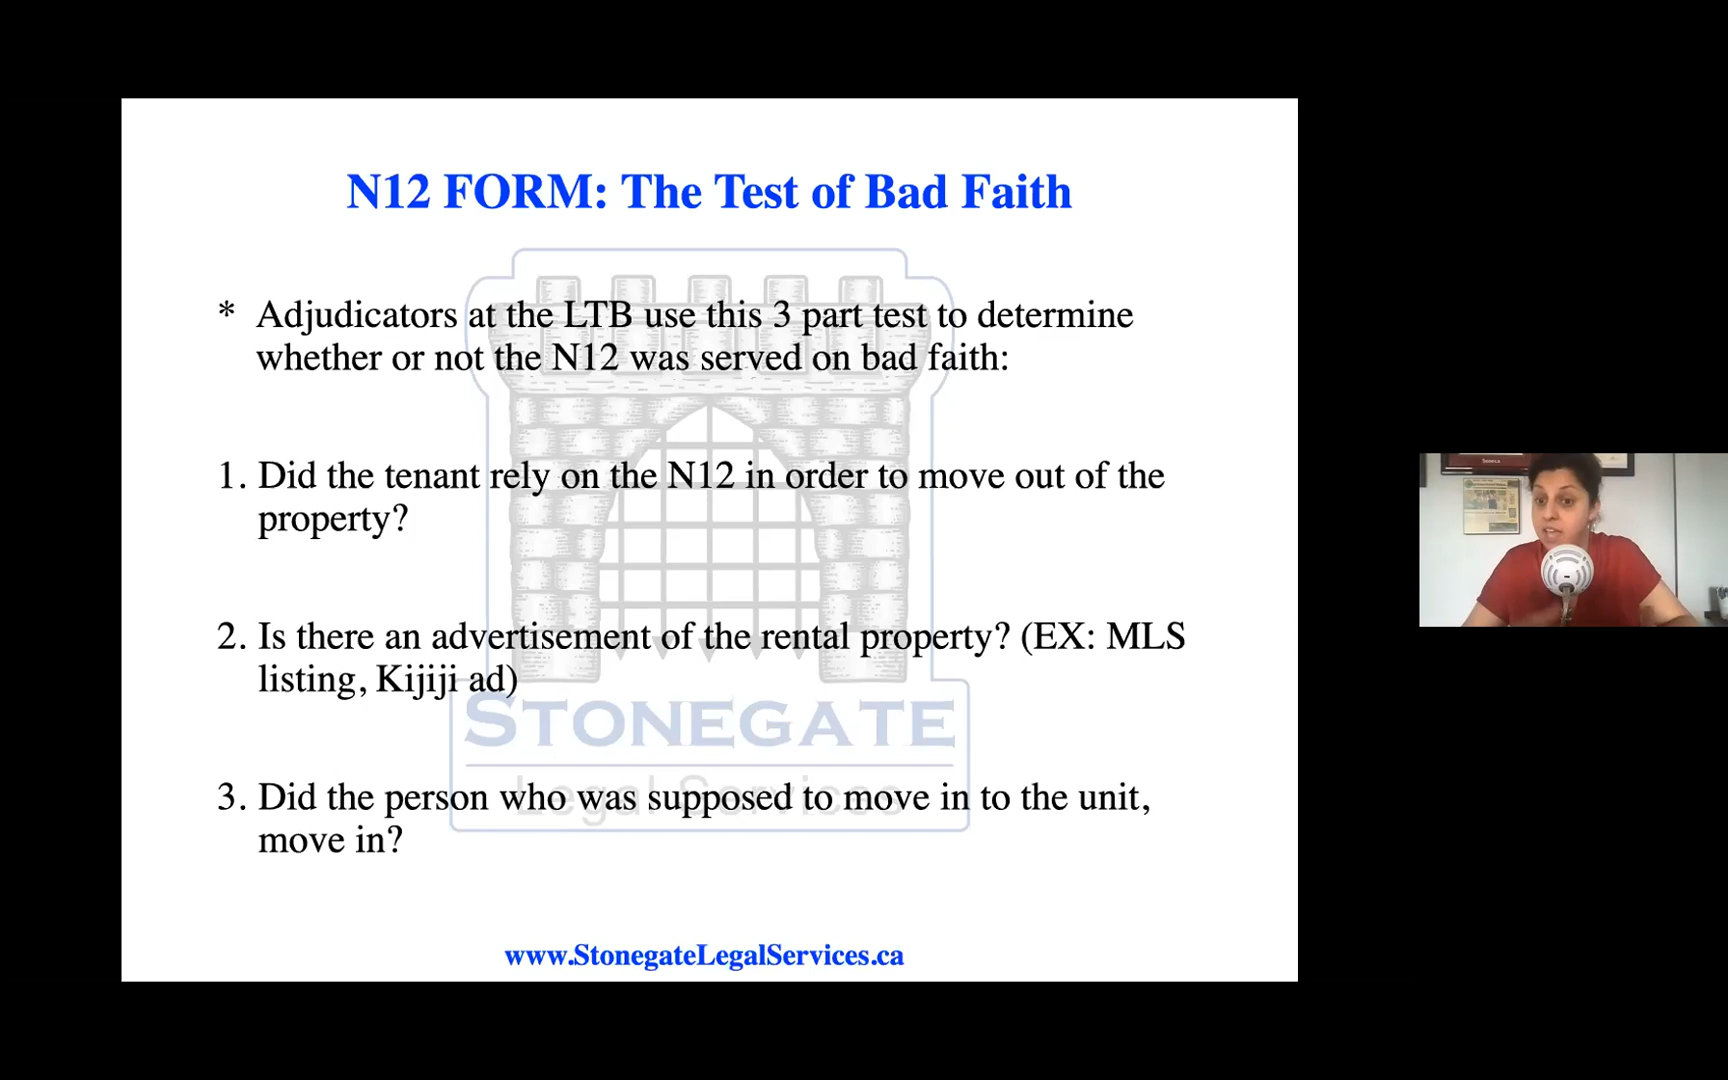 N12 FORM: The Test of Bad Faith
* Adjudicators at the LTB use this 3 part test to determine
whether or not the N12 was served on bad faith:
1. Did the tenant rely on the N12 in order to move out of the
property?
2. Is there an advertisement of the rental property? (EX: MLS
listing, Kijiji ad)
STONEGATE
Legal Services
3. Did the person who was supposed to move in to the unit,
move in?
www.StonegateLegalServices.ca
Seneca